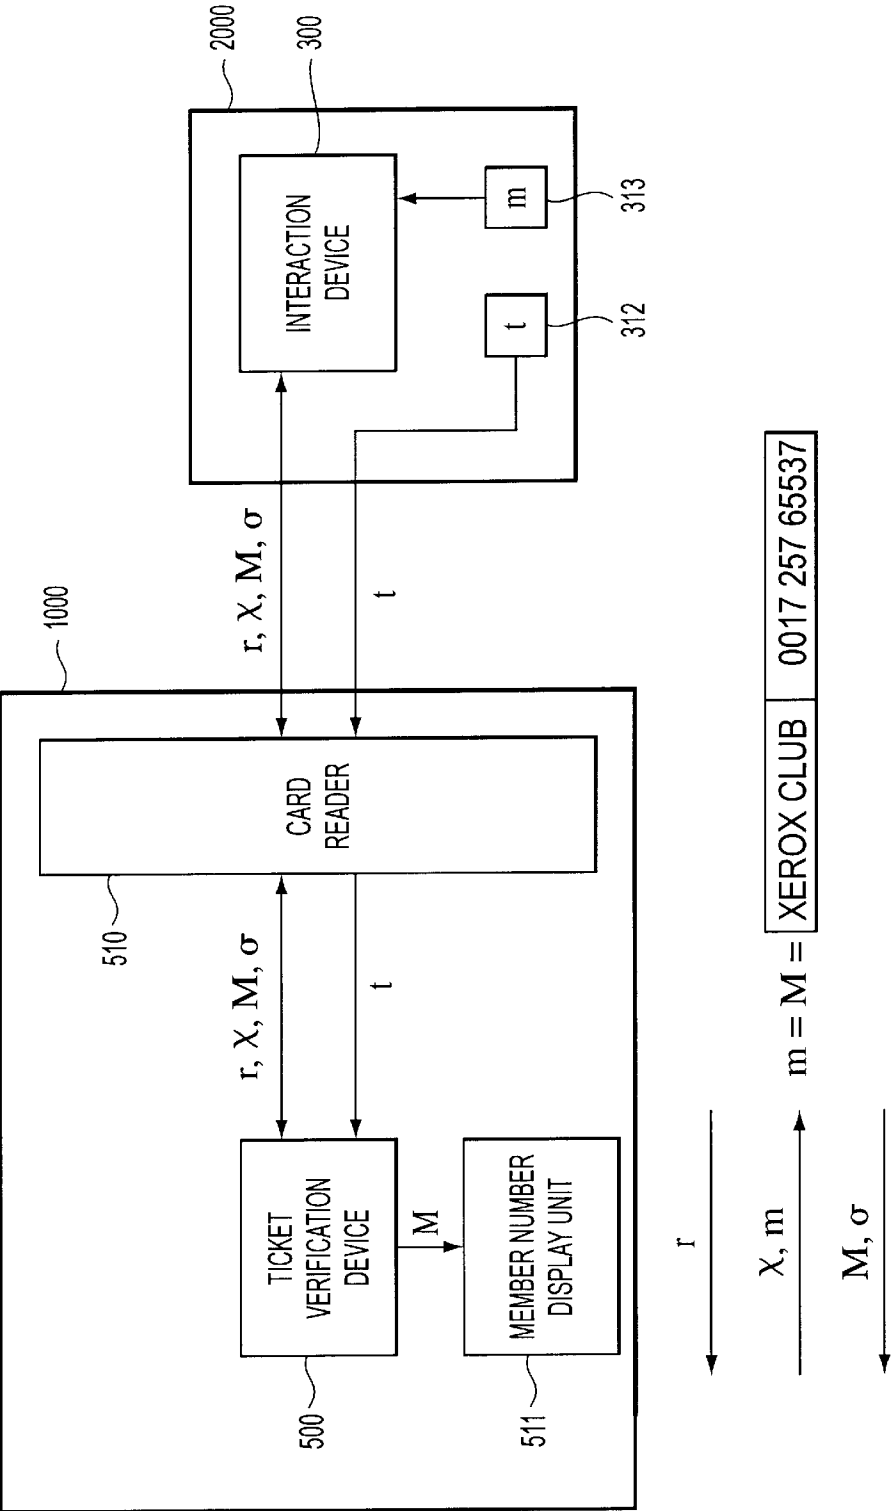 1000
2000
300
510
CARD
READER
INTERACTION
DEVICE
500
TICKET
VERIFICATION
DEVICE
r, χ, M, σ
r, χ, M, σ
t
t
t
312
m
313
M
511
MEMBER NUMBER
DISPLAY UNIT
r
χ, m
m = M = XEROX CLUB 0017 257 65537
M, σ